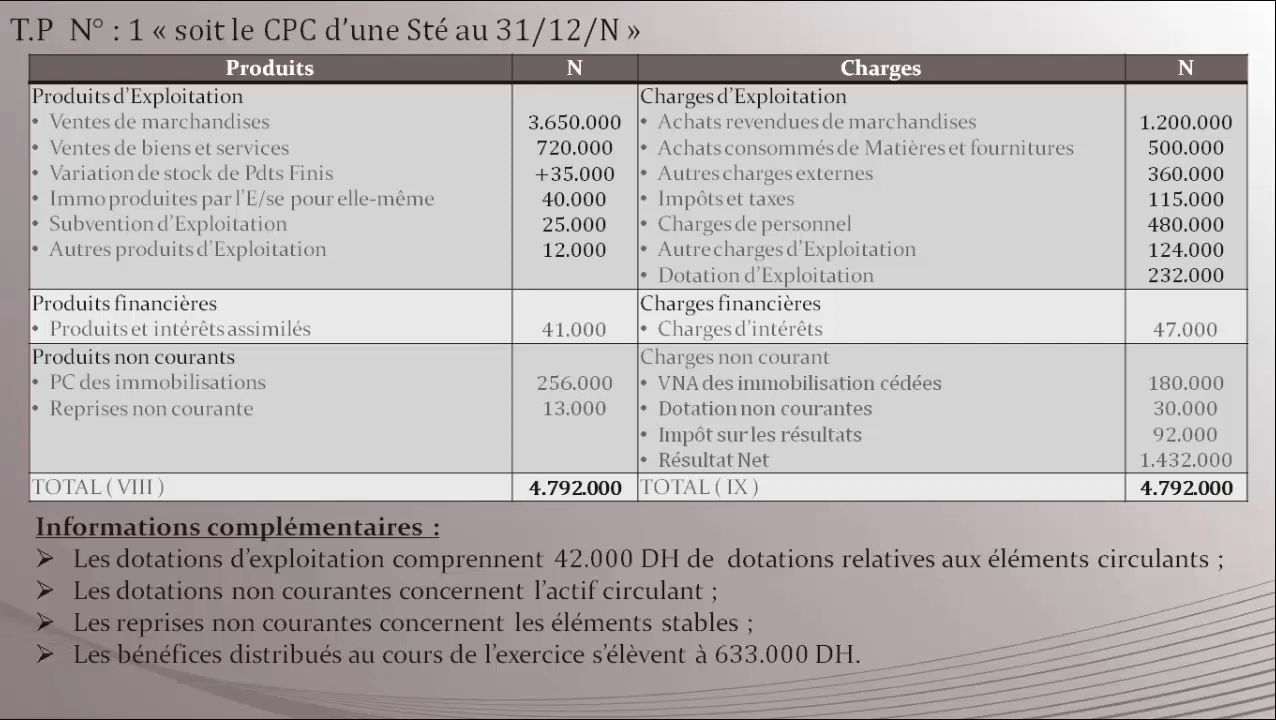 T.P N° : 1 « soit le CPC d’une Sté au 31/12/N »
Produits N Charges N
Produits d’Exploitation Charges d’Exploitation
• Ventes de marchandises 3.650.000 • Achats revendues de marchandises 1.200.000
• Ventes de biens et services 720.000 • Achats consommés de Matières et fournitures 500.000
• Variation de stock de Pdts Finis +35.000 • Autres charges externes 360.000
• Immo produites par l’E/se pour elle-même 40.000 • Impôts et taxes 115.000
• Subvention d’Exploitation 25.000 • Charges de personnel 480.000
• Autres produits d’Exploitation 12.000 • Autre charges d’Exploitation 124.000
• Dotation d’Exploitation 232.000
Produits financières Charges financières
• Produits et intérêts assimilés 41.000 • Charges d’intérêts 47.000
Produits non courants Charges non courant
• PC des immobilisations 256.000 • VNA des immobilisation cédées 180.000
• Reprises non courante 13.000 • Dotation non courantes 30.000
• Impôt sur les résultats 92.000
• Résultat Net 1.432.000
TOTAL ( VIII ) 4.792.000 TOTAL ( IX ) 4.792.000
Informations complémentaires :
➢ Les dotations d’exploitation comprennent 42.000 DH de dotations relatives aux éléments circulants ;
➢ Les dotations non courantes concernent l’actif circulant ;
➢ Les reprises non courantes concernent les éléments stables ;
➢ Les bénéfices distribués au cours de l’exercice s’élèvent à 633.000 DH.